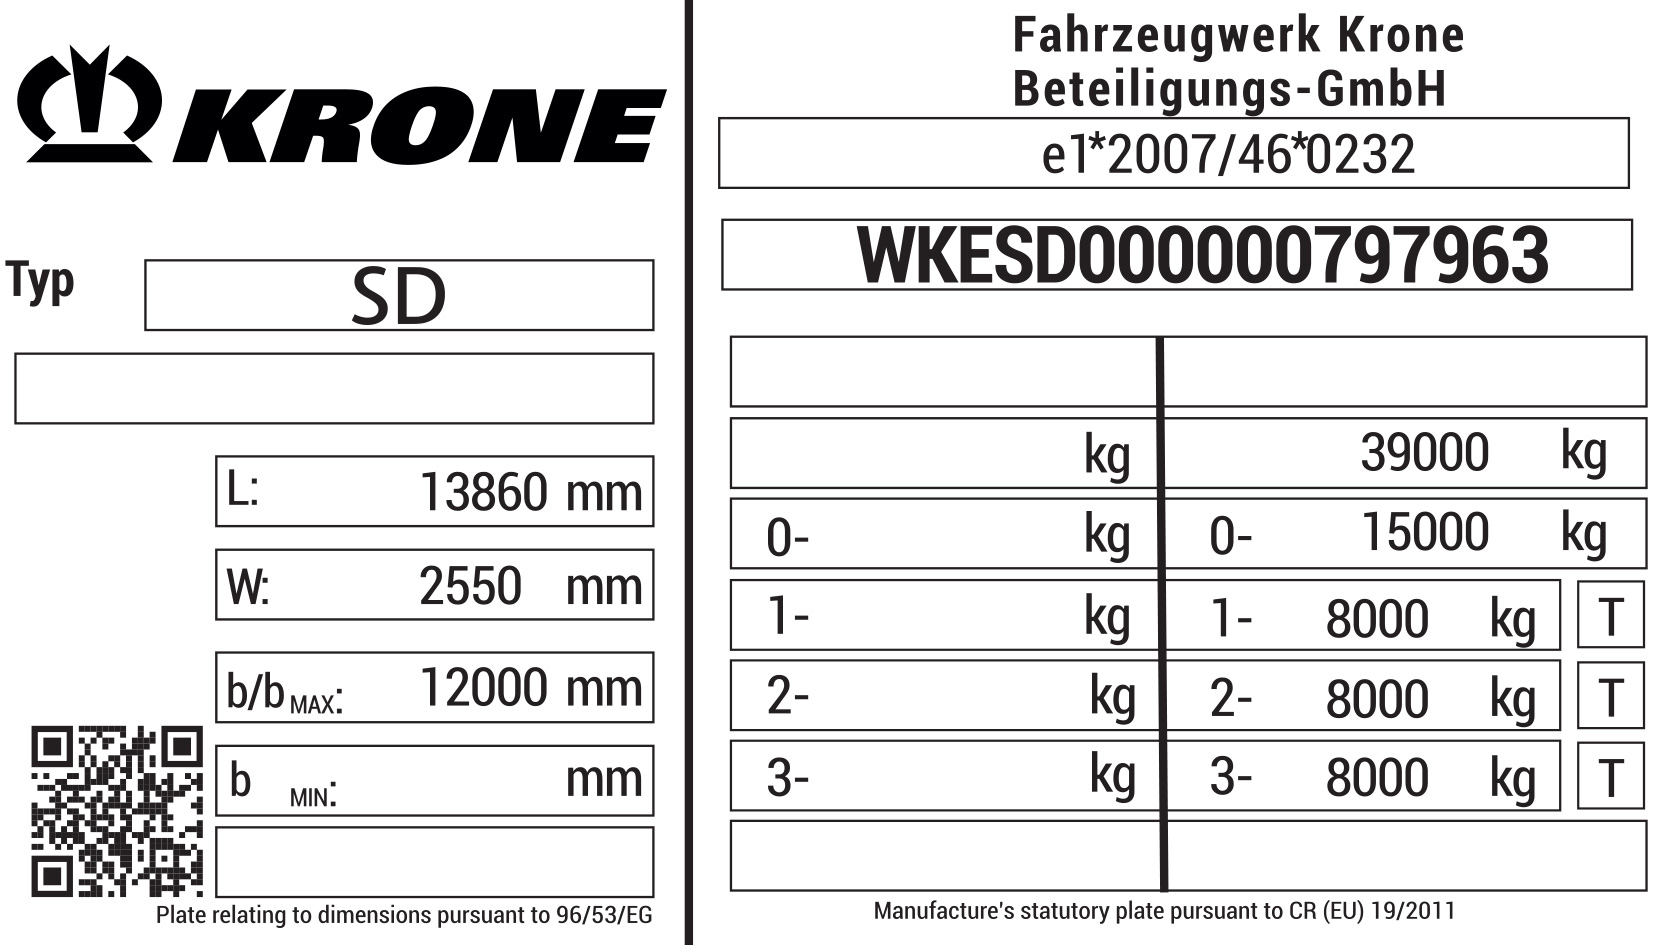 KRONE
Typ SD
L: 13860 mm
W: 2550 mm
b/b MAX: 12000 mm
b MIN: mm
Plate relating to dimensions pursuant to 96/53/EG
Fahrzeugwerk Krone
Beteiligungs-GmbH
e1*2007/46*0232
WKESD000000797963
kg 39000 kg
0- kg 0- 15000 kg
1- kg 1- 8000 kg T
2- kg 2- 8000 kg T
3- kg 3- 8000 kg T
Manufacture's statutory plate pursuant to CR (EU) 19/2011